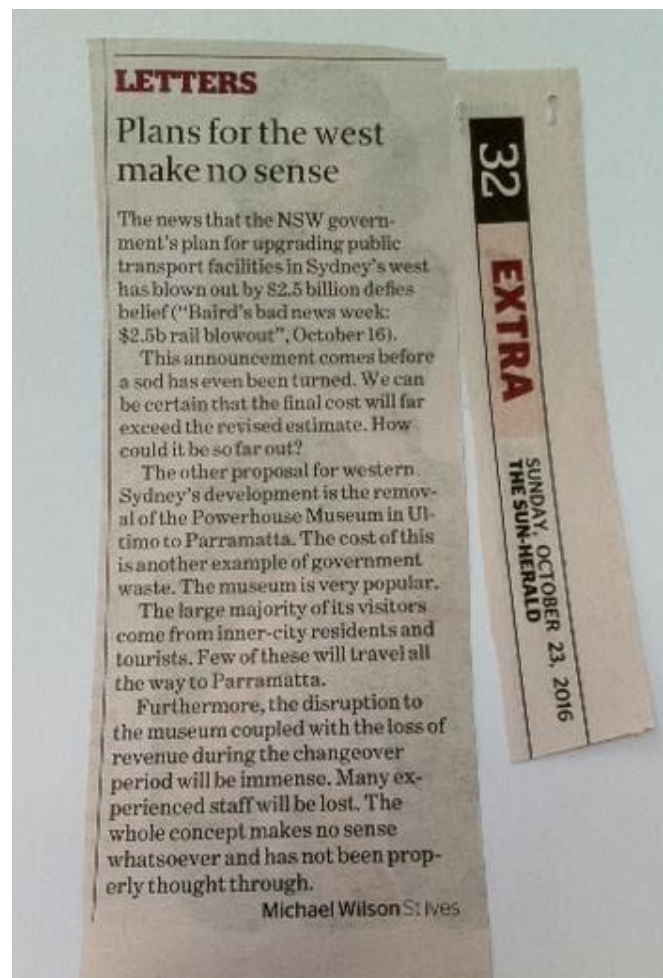 LETTERS
Plans for the west
make no sense
The news that the NSW govern-
ment's plan for upgrading public
transport facilities in Sydney's west
has blown out by $2.5 billion defies
belief ("Baird's bad news week:
$2.5b rail blowout", October 16).
This announcement comes before
a sod has even been turned. We can
be certain that the final cost will far
exceed the revised estimate. How
could it be so far out?
The other proposal for western
Sydney's development is the remov-
al of the Powerhouse Museum in Ul-
timo to Parramatta. The cost of this
is another example of government
waste. The museum is very popular.
The large majority of its visitors
come from inner-city residents and
tourists. Few of these will travel all
the way to Parramatta.
Furthermore, the disruption to
the museum coupled with the loss of
revenue during the changeover
period will be immense. Many ex-
perienced staff will be lost. The
whole concept makes no sense
whatsoever and has not been prop-
erly thought through.
Michael Wilson St Ives
32 EXTRA
SUNDAY, OCTOBER 23, 2016
THE SUN-HERALD